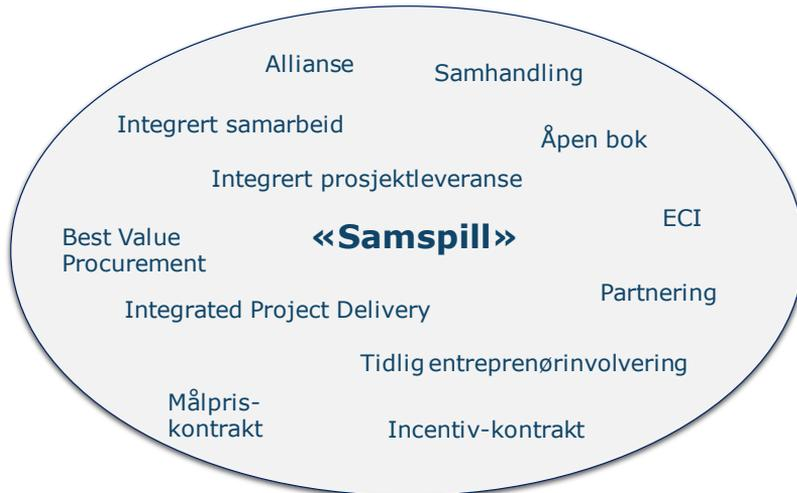 Allianse
Samhandling
Integrert samarbeid
Åpen bok
Integrert prosjektleveranse
ECI
«Samspill»
Best Value
Procurement
Partnering
Integrated Project Delivery
Tidlig entreprenørinvolvering
Målpris-
kontrakt
Incentiv-kontrakt